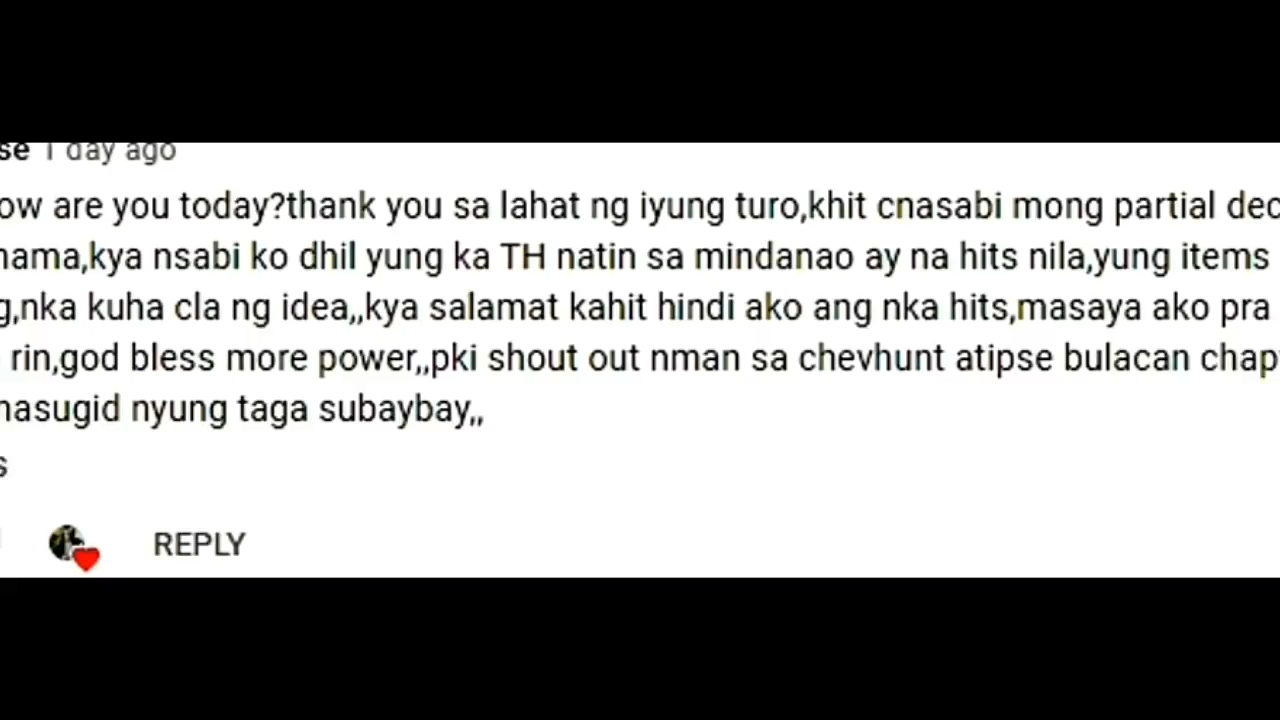 se 1 day ago
ow are you today?thank you sa lahat ng iyung turo,khit cnasabi mong partial dec
nama,kya nsabi ko dhil yung ka TH natin sa mindanao ay na hits nila,yung items
g,nka kuha cla ng idea,,kya salamat kahit hindi ako ang nka hits,masaya ako pra
rin,god bless more power,,pki shout out nman sa chevhunt atipse bulacan chap
masugid nyung taga subaybay,,
s
REPLY